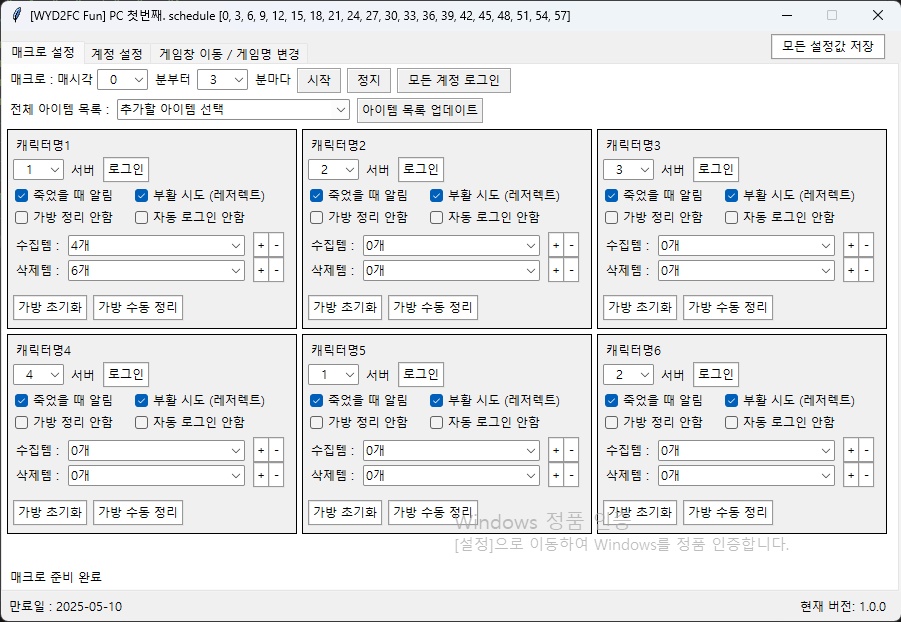 [WYD2FC Fun] PC 첫번째. schedule [0, 3, 6, 9, 12, 15, 18, 21, 24, 27, 30, 33, 36, 39, 42, 45, 48, 51, 54, 57]
매크로 설정 계정 설정 게임창 이동 / 게임명 변경 모든 설정값 저장
매크로 : 매시각 0 분부터 3 분마다 시작 정지 모든 계정 로그인
전체 아이템 목록 : 추가할 아이템 선택 아이템 목록 업데이트
캐릭터명1
1 서버 로그인
죽었을 때 알림 부활 시도 (레저렉트)
가방 정리 안함 자동 로그인 안함
수집템 : 4개 + -
삭제템 : 6개 + -
가방 초기화 가방 수동 정리
캐릭터명2
2 서버 로그인
죽었을 때 알림 부활 시도 (레저렉트)
가방 정리 안함 자동 로그인 안함
수집템 : 0개 + -
삭제템 : 0개 + -
가방 초기화 가방 수동 정리
캐릭터명3
3 서버 로그인
죽었을 때 알림 부활 시도 (레저렉트)
가방 정리 안함 자동 로그인 안함
수집템 : 0개 + -
삭제템 : 0개 + -
가방 초기화 가방 수동 정리
캐릭터명4
4 서버 로그인
죽었을 때 알림 부활 시도 (레저렉트)
가방 정리 안함 자동 로그인 안함
수집템 : 0개 + -
삭제템 : 0개 + -
가방 초기화 가방 수동 정리
캐릭터명5
1 서버 로그인
죽었을 때 알림 부활 시도 (레저렉트)
가방 정리 안함 자동 로그인 안함
수집템 : 0개 + -
삭제템 : 0개 + -
가방 초기화 가방 수동 정리
캐릭터명6
2 서버 로그인
죽었을 때 알림 부활 시도 (레저렉트)
가방 정리 안함 자동 로그인 안함
수집템 : 0개 + -
삭제템 : 0개 + -
가방 초기화 가방 수동 정리
Windows 정품 인증
[설정]으로 이동하여 Windows를 정품 인증합니다.
매크로 준비 완료
만료일 : 2025-05-10 현재 버전: 1.0.0